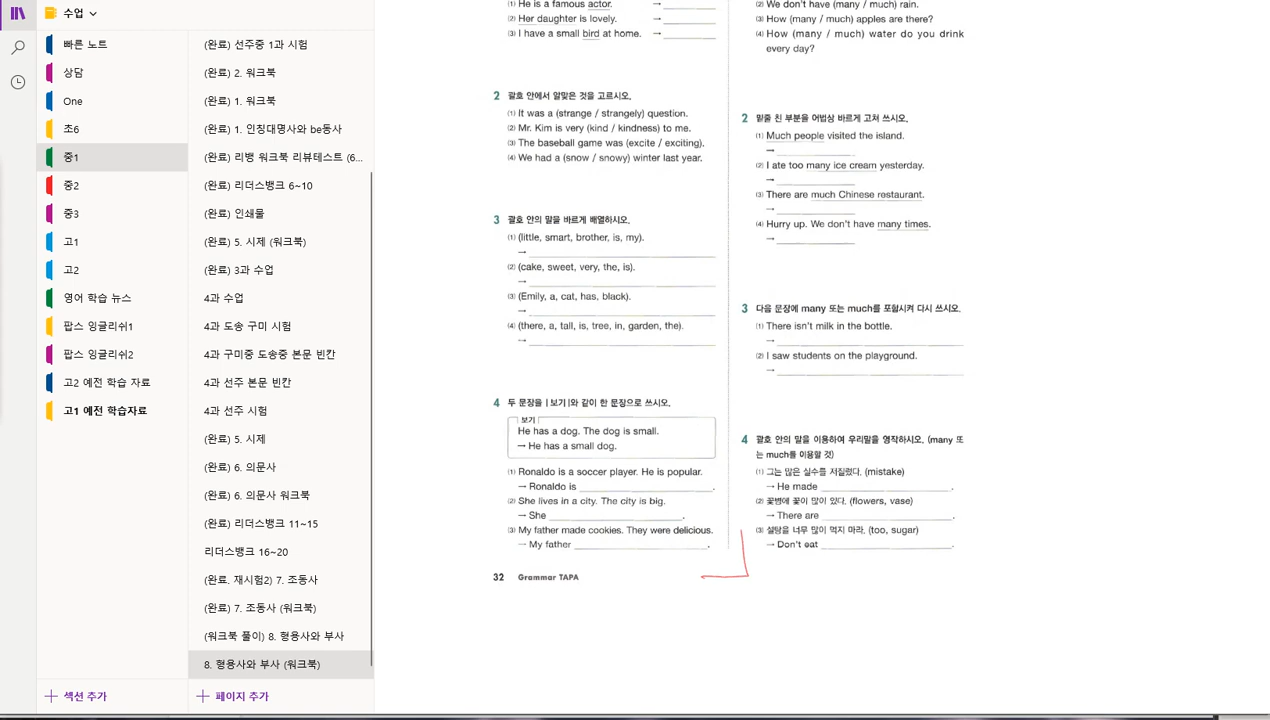 수업
빠른 노트
상담
One
초6
중1
중2
중3
고1
고2
영어 학습 뉴스
팝스 잉글리쉬1
팝스 잉글리쉬2
고2 예전 학습 자료
고1 예전 학습자료
섹션 추가
(완료) 선주중 1과 시험
(완료) 2. 워크북
(완료) 1. 워크북
(완료) 1. 인칭대명사와 be동사
(완료) 리뱅 워크북 리뷰테스트 (6...
(완료) 리더스뱅크 6~10
(완료) 인쇄물
(완료) 5. 시제 (워크북)
(완료) 3과 수업
4과 수업
4과 도송 구미 시험
4과 구미중 도송중 본문 빈칸
4과 선주 본문 빈칸
4과 선주 시험
(완료) 5. 시제
(완료) 6. 의문사
(완료) 6. 의문사 워크북
(완료) 리더스뱅크 11~15
리더스뱅크 16~20
(완료. 재시험2) 7. 조동사
(완료) 7. 조동사 (워크북)
(워크북 풀이) 8. 형용사와 부사
8. 형용사와 부사 (워크북)
페이지 추가
(1) He is a famous actor. →
(2) Her daughter is lovely. →
(3) I have a small bird at home. →
2 괄호 안에서 알맞은 것을 고르시오.
(1) It was a (strange / strangely) question.
(2) Mr. Kim is very (kind / kindness) to me.
(3) The baseball game was (excite / exciting).
(4) We had a (snow / snowy) winter last year.
3 괄호 안의 말을 바르게 배열하시오.
(1) (little, smart, brother, is, my).
→
(2) (cake, sweet, very, the, is).
→
(3) (Emily, a, cat, has, black).
→
(4) (there, a, tall, is, tree, in, garden, the).
→
4 두 문장을 |보기|와 같이 한 문장으로 쓰시오.
보기
He has a dog. The dog is small.
→ He has a small dog.
(1) Ronaldo is a soccer player. He is popular.
→ Ronaldo is .
(2) She lives in a city. The city is big.
→ She .
(3) My father made cookies. They were delicious.
→ My father .
32 Grammar TAPA
(2) We don't have (many / much) rain.
(3) How (many / much) apples are there?
(4) How (many / much) water do you drink
every day?
2 밑줄 친 부분을 어법상 바르게 고쳐 쓰시오.
(1) Much people visited the island.
→
(2) I ate too many ice cream yesterday.
→
(3) There are much Chinese restaurant.
→
(4) Hurry up. We don't have many times.
→
3 다음 문장에 many 또는 much를 포함시켜 다시 쓰시오.
(1) There isn't milk in the bottle.
→
(2) I saw students on the playground.
→
4 괄호 안의 말을 이용하여 우리말을 영작하시오. (many 또
는 much를 이용할 것)
(1) 그는 많은 실수를 저질렀다. (mistake)
→ He made .
(2) 꽃병에 꽃이 많이 있다. (flowers, vase)
→ There are .
(3) 설탕을 너무 많이 먹지 마라. (too, sugar)
→ Don't eat .